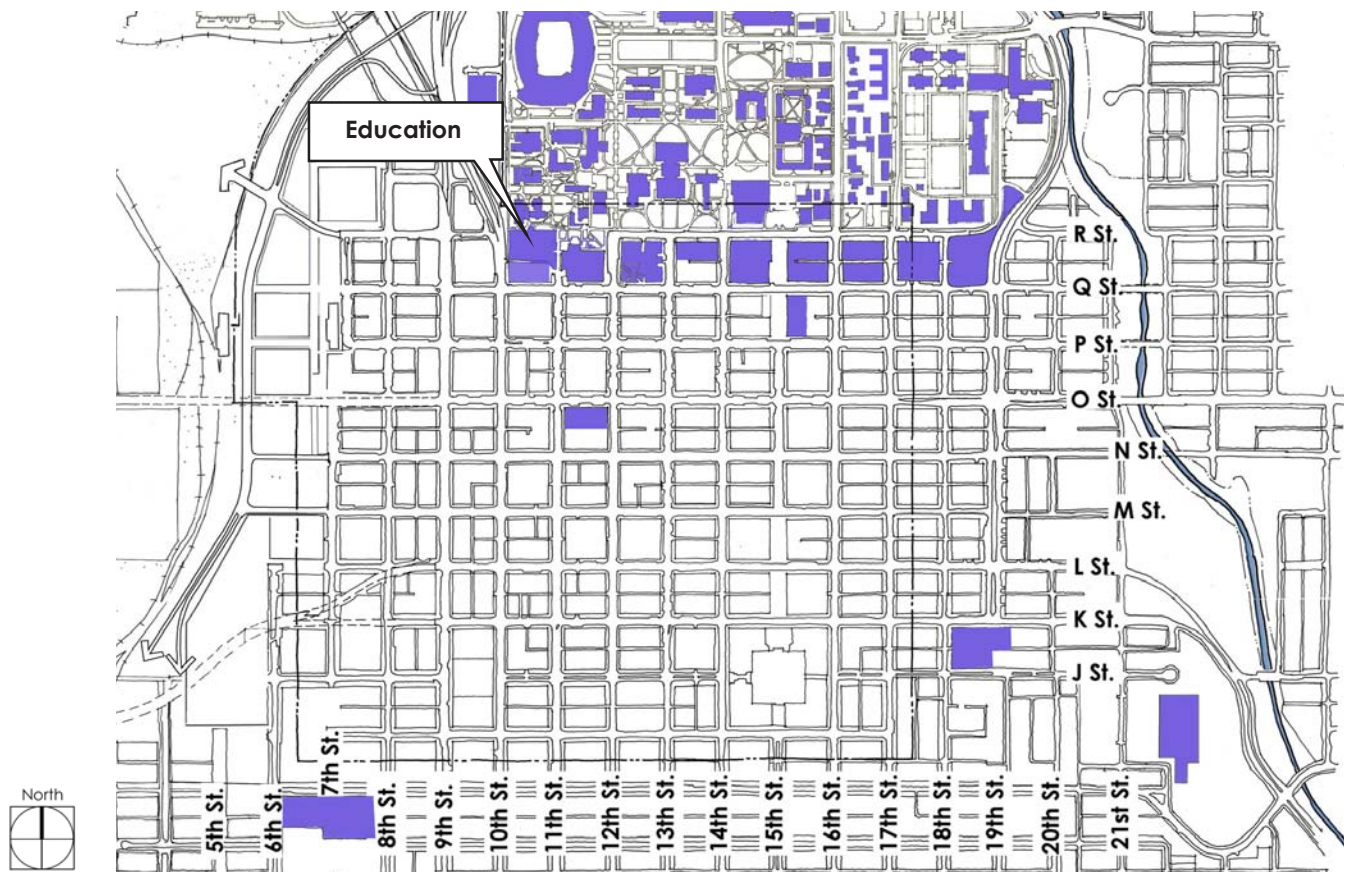 Education
R St.
Q St.
P St.
O St.
N St.
M St.
L St.
K St.
J St.
North
5th St.
6th St.
7th St.
8th St.
9th St.
10th St.
11th St.
12th St.
13th St.
14th St.
15th St.
16th St.
17th St.
18th St.
19th St.
20th St.
21st St.